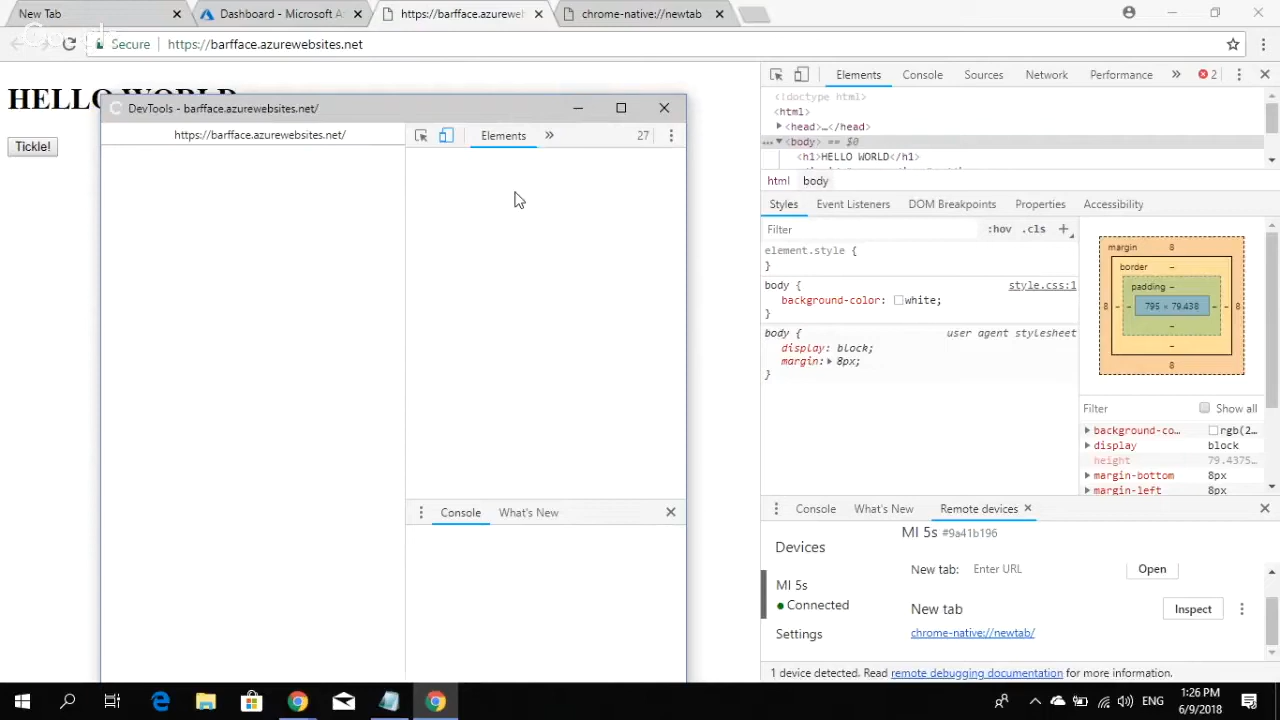 New Tab
Dashboard - Microsoft A
https://barfface.azurewebs
chrome-native://newtab
Secure
https://barfface.azurewebsites.net
HELLO WORLD
Tickle!
DevTools - barfface.azurewebsites.net/
https://barfface.azurewebsites.net/
Elements
27
Console
What's New
Elements
Console
Sources
Network
Performance
2
<!doctype html>
<html>
<head>…</head>
<body> == $0
<h1>HELLO WORLD</h1>
html
body
Styles
Event Listeners
DOM Breakpoints
Properties
Accessibility
Filter
:hov
.cls
element.style {
}
body {
style.css:1
background-color: white;
}
body {
user agent stylesheet
display: block;
margin: 8px;
}
margin
8
border
–
padding –
8
–
–
795 × 79.438
–
–
8
–
–
8
Filter
Show all
background-co…
rgb(2…
display
block
height
79.4375…
margin-bottom
8px
margin-left
8px
Console
What's New
Remote devices
Devices
MI 5s
Connected
Settings
MI 5s #9a41b196
New tab:
Enter URL
Open
New tab
Inspect
chrome-native://newtab/
1 device detected. Read remote debugging documentation for more information.
ENG
1:26 PM
6/9/2018